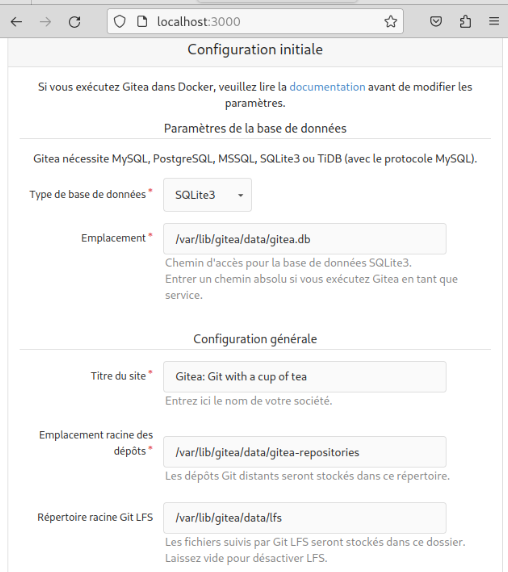 localhost:3000
Configuration initiale
Si vous exécutez Gitea dans Docker, veuillez lire la documentation avant de modifier les
paramètres.
Paramètres de la base de données
Gitea nécessite MySQL, PostgreSQL, MSSQL, SQLite3 ou TiDB (avec le protocole MySQL).
Type de base de données * SQLite3
Emplacement * /var/lib/gitea/data/gitea.db
Chemin d'accès pour la base de données SQLite3.
Entrer un chemin absolu si vous exécutez Gitea en tant que
service.
Configuration générale
Titre du site * Gitea: Git with a cup of tea
Entrez ici le nom de votre société.
Emplacement racine des
dépôts * /var/lib/gitea/data/gitea-repositories
Les dépôts Git distants seront stockés dans ce répertoire.
Répertoire racine Git LFS /var/lib/gitea/data/lfs
Les fichiers suivis par Git LFS seront stockés dans ce dossier.
Laissez vide pour désactiver LFS.